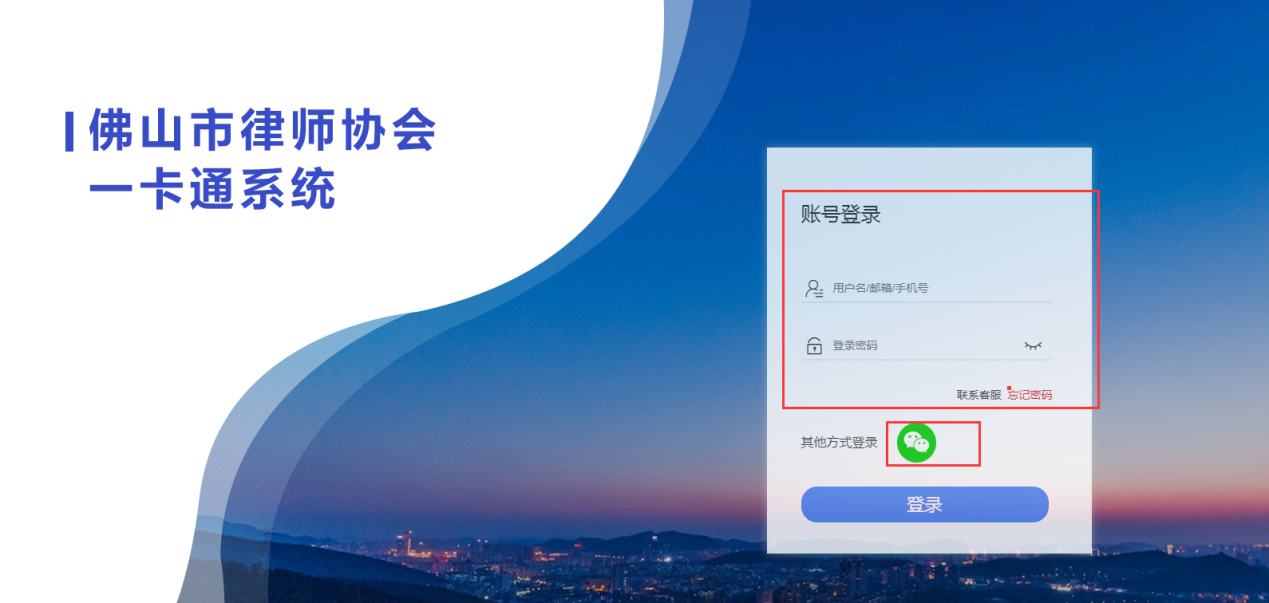 佛山市律师协会
一卡通系统
账号登录
用户名/邮箱/手机号
登录密码
联系客服 忘记密码
其他方式登录
登录